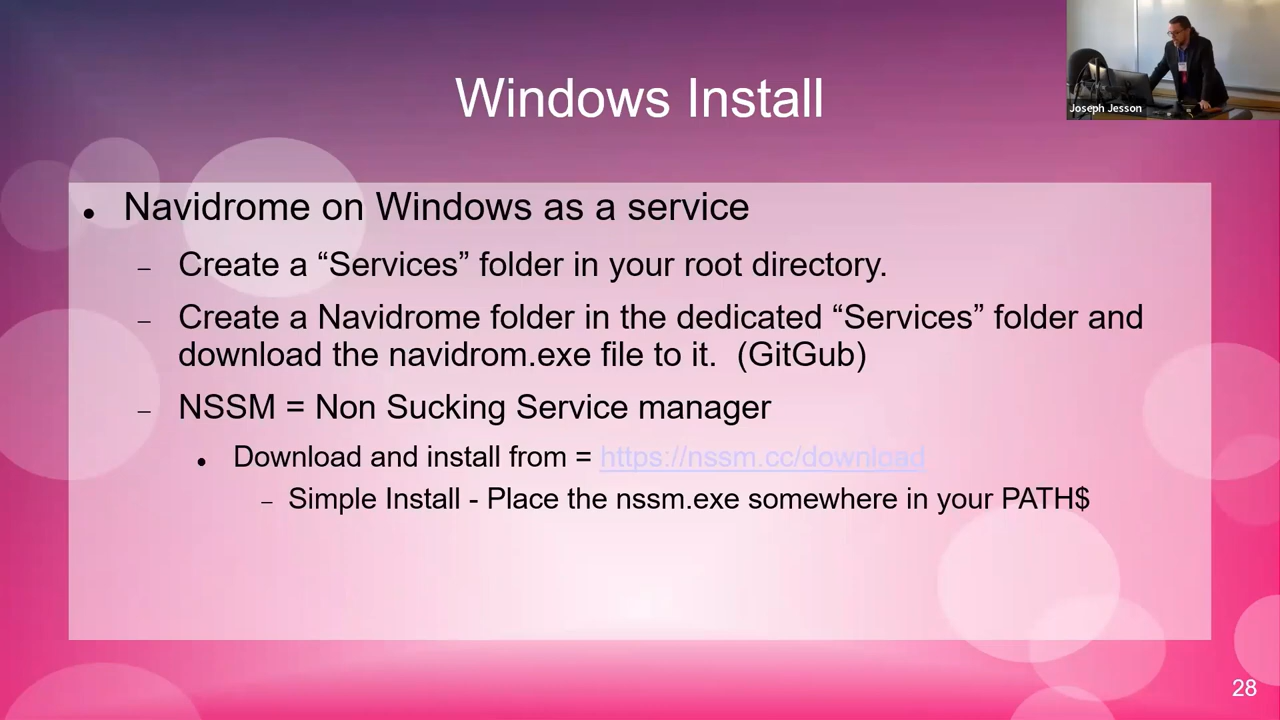 Windows Install
Joseph Jesson
Navidrome on Windows as a service
Create a “Services” folder in your root directory.
Create a Navidrome folder in the dedicated “Services” folder and
download the navidrom.exe file to it.  (GitGub)
NSSM = Non Sucking Service manager
Download and install from = https://nssm.cc/download
Simple Install - Place the nssm.exe somewhere in your PATH$
28